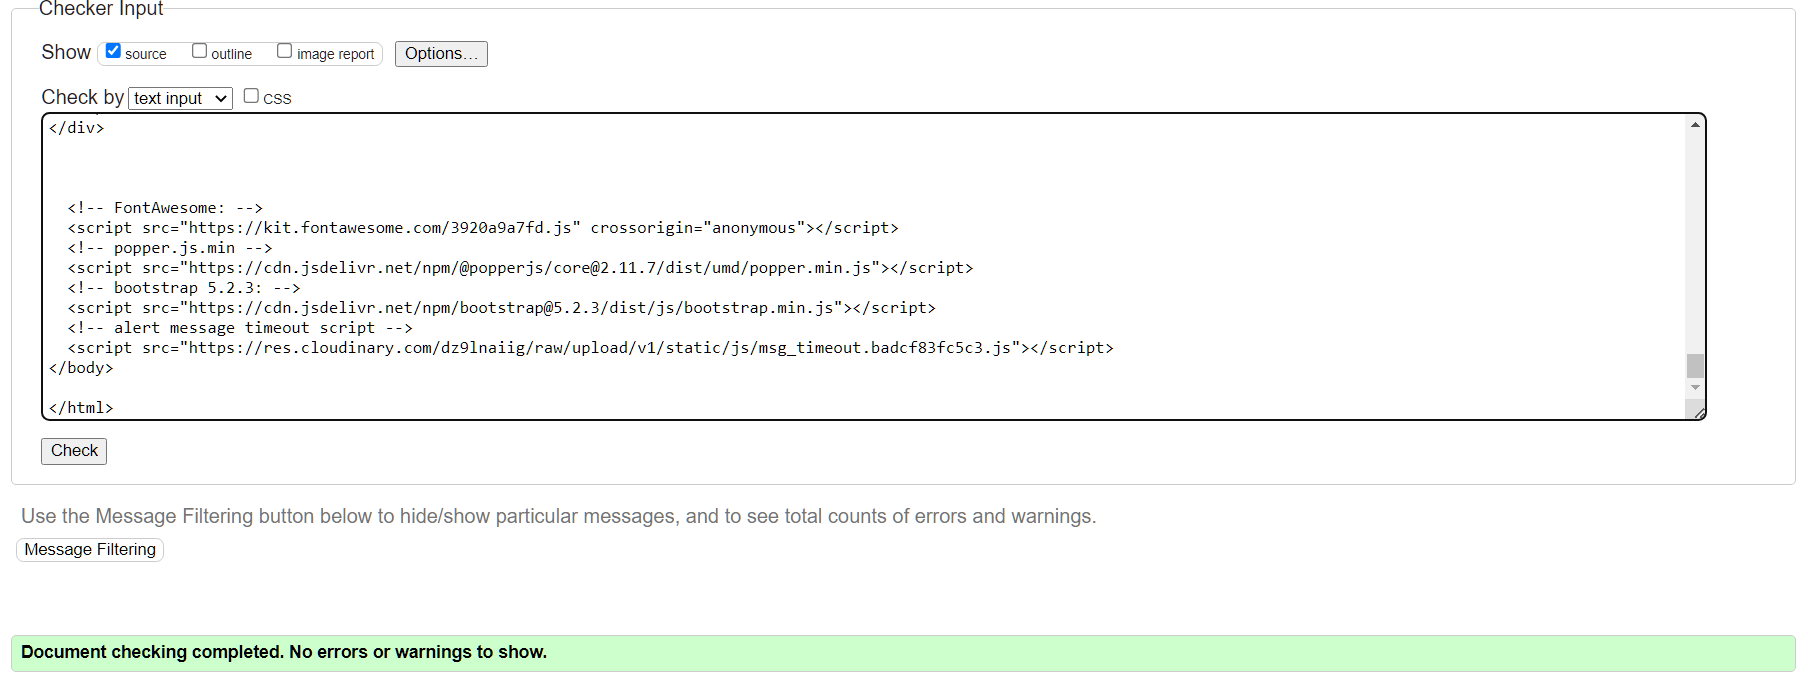 Checker Input
Show source outline image report Options...
Check by text input CSS
</div>
<!-- FontAwesome: -->
<script src="https://kit.fontawesome.com/3920a9a7fd.js" crossorigin="anonymous"></script>
<!-- popper.js.min -->
<script src="https://cdn.jsdelivr.net/npm/@popperjs/core@2.11.7/dist/umd/popper.min.js"></script>
<!-- bootstrap 5.2.3: -->
<script src="https://cdn.jsdelivr.net/npm/bootstrap@5.2.3/dist/js/bootstrap.min.js"></script>
<!-- alert message timeout script -->
<script src="https://res.cloudinary.com/dz9lnaiig/raw/upload/v1/static/js/msg_timeout.badcf83fc5c3.js"></script>
</body>
</html>
Check
Use the Message Filtering button below to hide/show particular messages, and to see total counts of errors and warnings.
Message Filtering
Document checking completed. No errors or warnings to show.